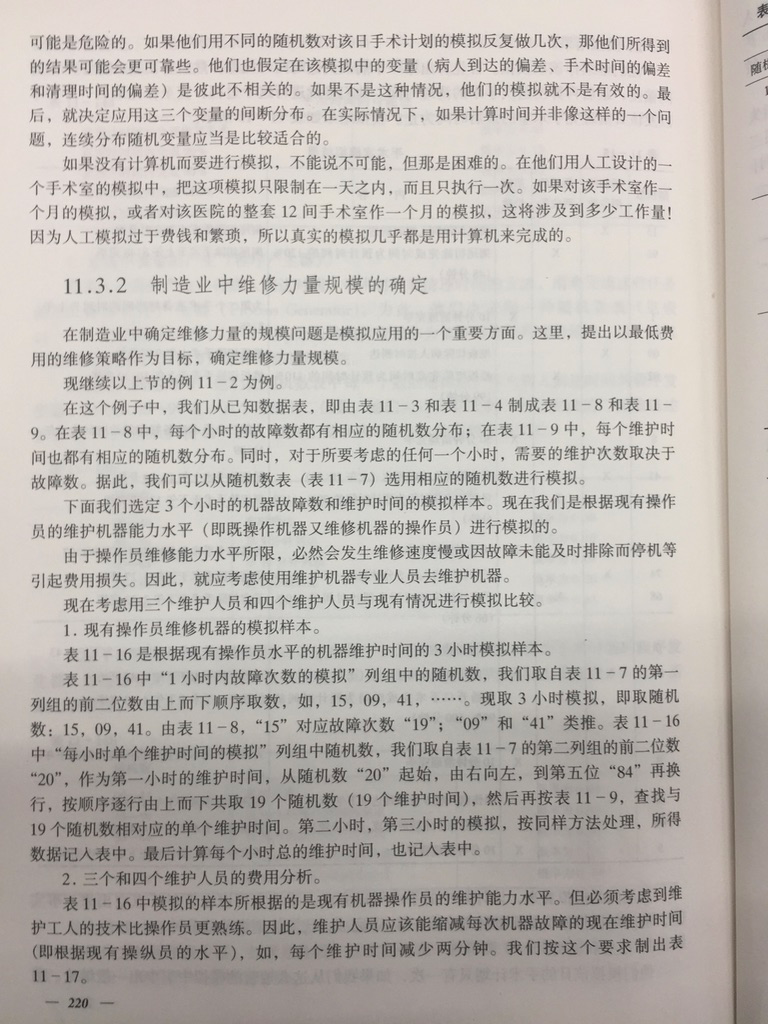 可能是危险的。如果他们用不同的随机数对该日手术计划的模拟反复做几次，那他们所得到
的结果可能会更可靠些。他们也假定在该模拟中的变量（病人到达的偏差、手术时间的偏差
和清理时间的偏差）是彼此不相关的。如果不是这种情况，他们的模拟就不是有效的。最
后，就决定应用这三个变量的间断分布。在实际情况下，如果计算时间并非像这样的一个问
题，连续分布随机变量应当是比较适合的。
如果没有计算机而要进行模拟，不能说不可能，但那是困难的。在他们用人工设计的一
个手术室的模拟中，把这项模拟只限制在一天之内，而且只执行一次。如果对该手术室作一
个月的模拟，或者对该医院的整套 12 间手术室作一个月的模拟，这将涉及到多少工作量！
因为人工模拟过于费钱和繁琐，所以真实的模拟几乎都是用计算机来完成的。
11.3.2 制造业中维修力量规模的确定
在制造业中确定维修力量的规模问题是模拟应用的一个重要方面。这里，提出以最低费
用的维修策略作为目标，确定维修力量规模。
现继续以上节的例 11－2 为例。
在这个例子中，我们从已知数据表，即由表 11－3 和表 11－4 制成表 11－8 和表 11－
9。在表 11－8 中，每个小时的故障数都有相应的随机数分布；在表 11－9 中，每个维护时
间也都有相应的随机数分布。同时，对于所要考虑的任何一个小时，需要的维护次数取决于
故障数。据此，我们可以从随机数表（表 11－7）选用相应的随机数进行模拟。
下面我们选定 3 个小时的机器故障数和维护时间的模拟样本。现在我们是根据现有操作
员的维护机器能力水平（即既操作机器又维修机器的操作员）进行模拟的。
由于操作员维修能力水平所限，必然会发生维修速度慢或因故障未能及时排除而停机等
引起费用损失。因此，就应考虑使用维护机器专业人员去维护机器。
现在考虑用三个维护人员和四个维护人员与现有情况进行模拟比较。
1. 现有操作员维修机器的模拟样本。
表 11－16 是根据现有操作员水平的机器维护时间的 3 小时模拟样本。
表 11－16 中“1 小时内故障次数的模拟”列组中的随机数，我们取自表 11－7 的第一
列组的前二位数由上而下顺序取数，如，15，09，41，……。现取 3 小时模拟，即取随机
数：15，09，41。由表 11－8，“15”对应故障次数“19”；“09”和“41”类推。表 11－16
中“每小时单个维护时间的模拟”列组中随机数，我们取自表 11－7 的第二列组的前二位数
“20”，作为第一小时的维护时间，从随机数“20”起始，由右向左，到第五位“84”再换
行，按顺序逐行由上而下共取 19 个随机数（19 个维护时间），然后再按表 11－9，查找与
19 个随机数相对应的单个维护时间。第二小时，第三小时的模拟，按同样方法处理，所得
数据记入表中。最后计算每个小时总的维护时间，也记入表中。
2. 三个和四个维护人员的费用分析。
表 11－16 中模拟的样本所根据的是现有机器操作员的维护能力水平。但必须考虑到维
护工人的技术比操作员更熟练。因此，维护人员应该能缩减每次机器故障的现在维护时间
（即根据现有操纵员的水平），如，每个维护时间减少两分钟。我们按这个要求制出表
11－17。
— 220 —
表